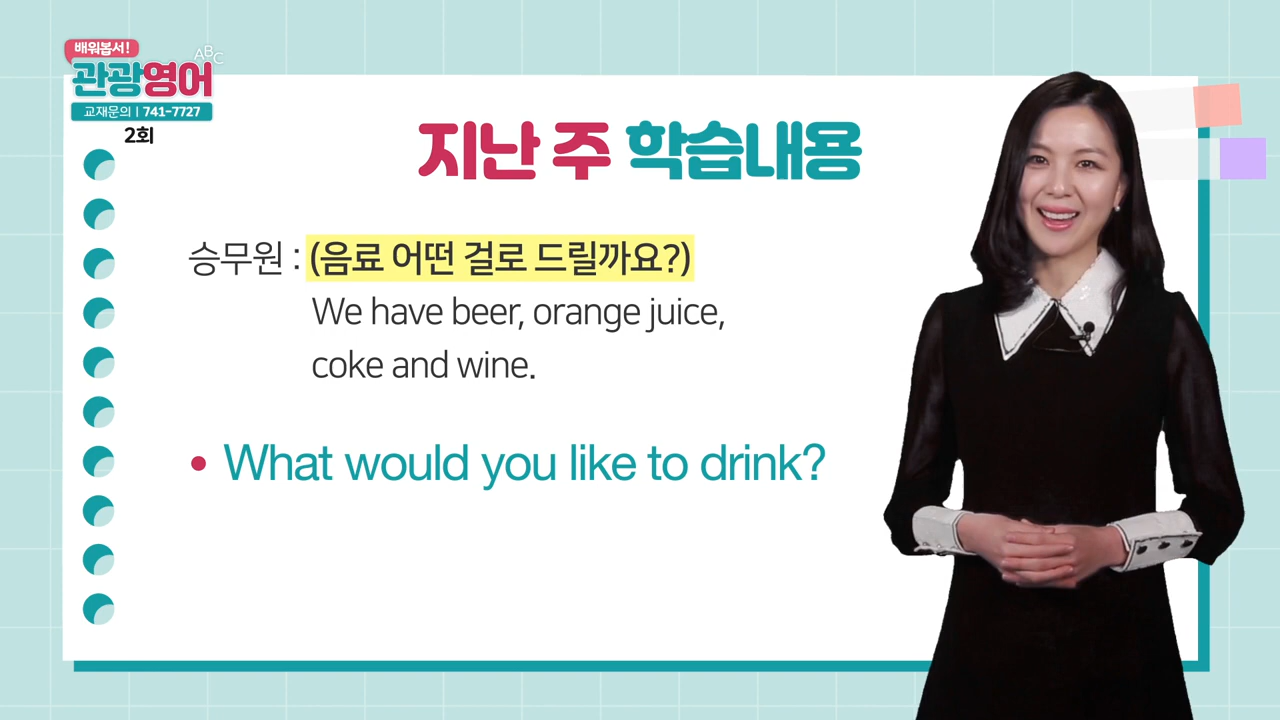 배워봅서!
ABC
관광영어
교재문의 | 741-7727
2회
지난 주 학습내용
승무원 : (음료 어떤 걸로 드릴까요?)
We have beer, orange juice,
coke and wine.
• What would you like to drink?